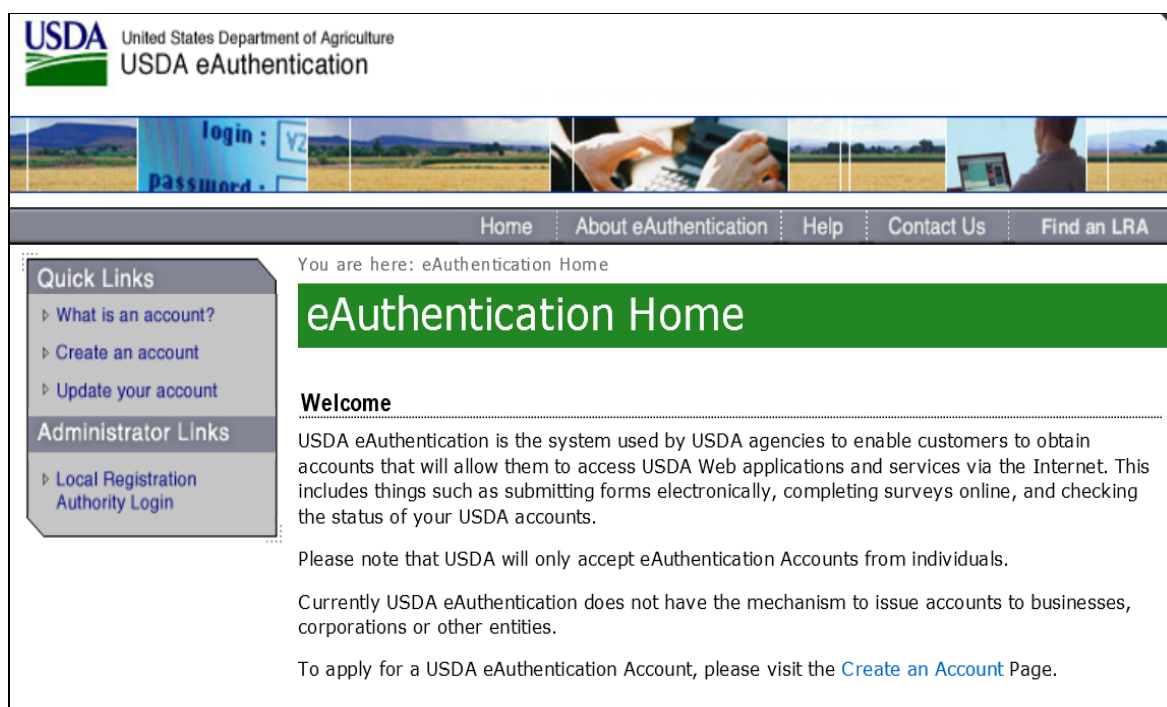 USDA
United States Department of Agriculture
USDA eAuthentication
login :
password :
Home
About eAuthentication
Help
Contact Us
Find an LRA
Quick Links
What is an account?
Create an account
Update your account
Administrator Links
Local Registration
Authority Login
You are here: eAuthentication Home
eAuthentication Home
Welcome
USDA eAuthentication is the system used by USDA agencies to enable customers to obtain
accounts that will allow them to access USDA Web applications and services via the Internet. This
includes things such as submitting forms electronically, completing surveys online, and checking
the status of your USDA accounts.
Please note that USDA will only accept eAuthentication Accounts from individuals.
Currently USDA eAuthentication does not have the mechanism to issue accounts to businesses,
corporations or other entities.
To apply for a USDA eAuthentication Account, please visit the Create an Account Page.